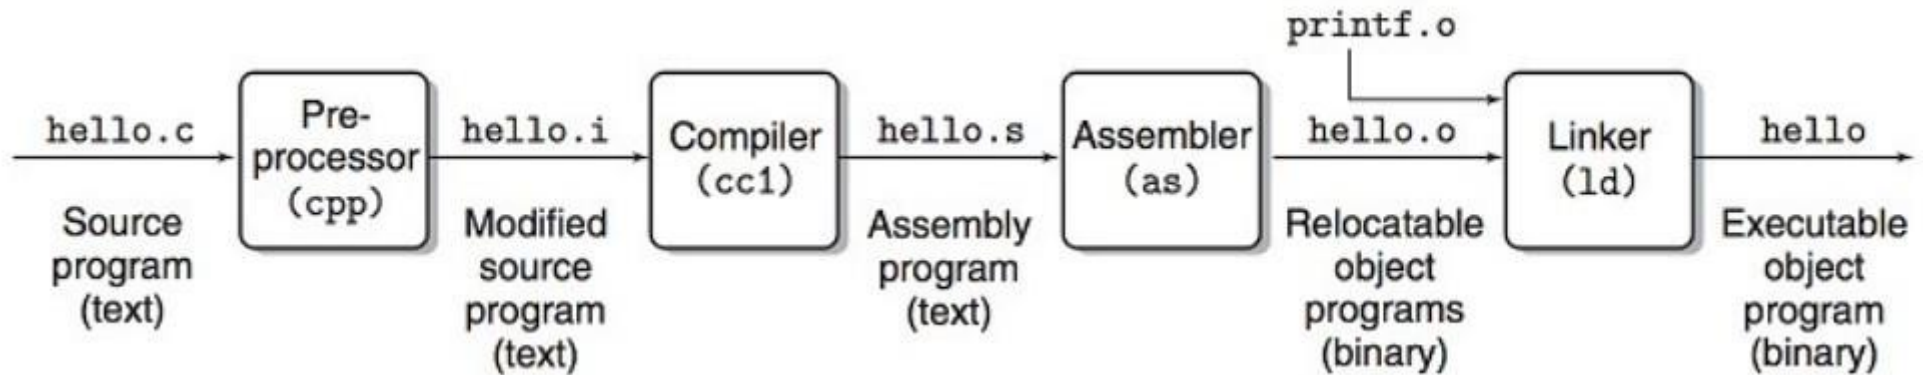 printf.o
hello.c
Pre-
processor
(cpp)
hello.i
Compiler
(cc1)
hello.s
Assembler
(as)
hello.o
Linker
(ld)
hello
Source
program
(text)
Modified
source
program
(text)
Assembly
program
(text)
Relocatable
object
programs
(binary)
Executable
object
program
(binary)